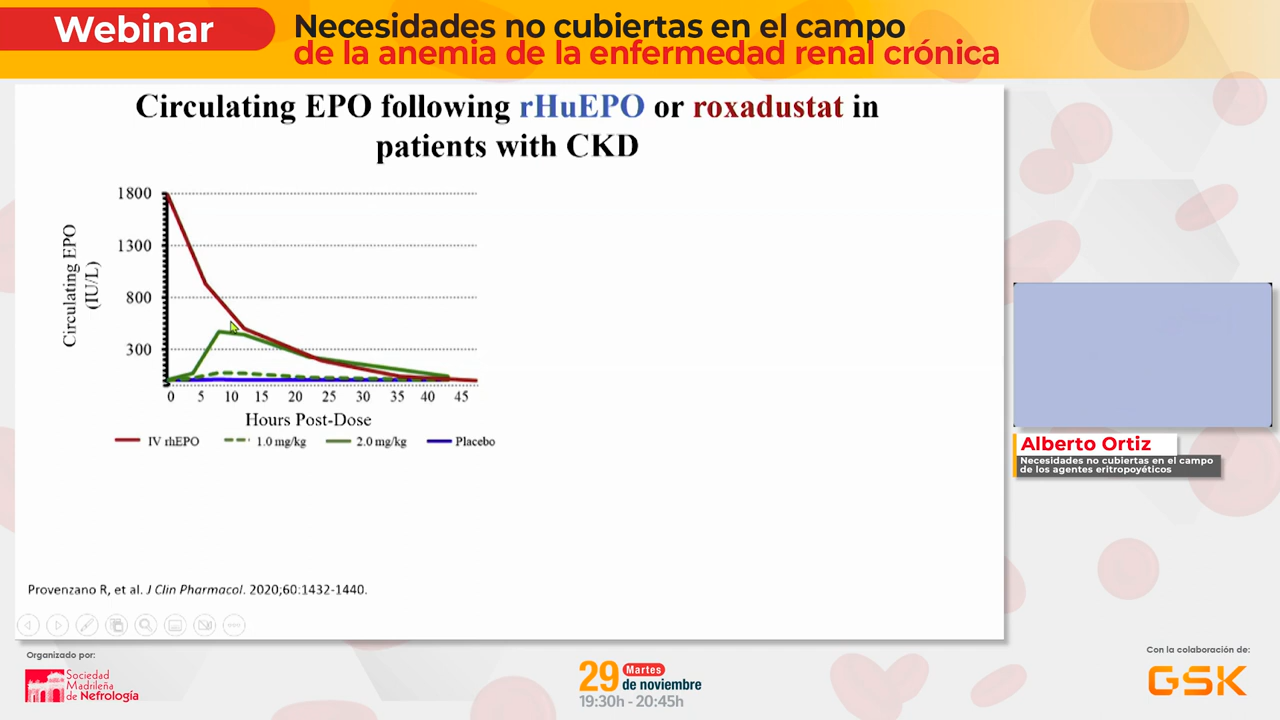 Webinar
Necesidades no cubiertas en el campo
de la anemia de la enfermedad renal crónica
Circulating EPO following rHuEPO or roxadustat in
patients with CKD
Circulating EPO
(IU/L)
1800
1300
800
300
0 5 10 15 20 25 30 35 40 45
Hours Post-Dose
IV rhEPO 1.0 mg/kg 2.0 mg/kg Placebo
Provenzano R, et al. J Clin Pharmacol. 2020;60:1432-1440.
Alberto Ortiz
Necesidades no cubiertas en el campo
de los agentes eritropoyéticos
Organizado por:
Sociedad
Madrileña
de Nefrología
29 Martes
de noviembre
19:30h - 20:45h
Con la colaboración de:
GSK